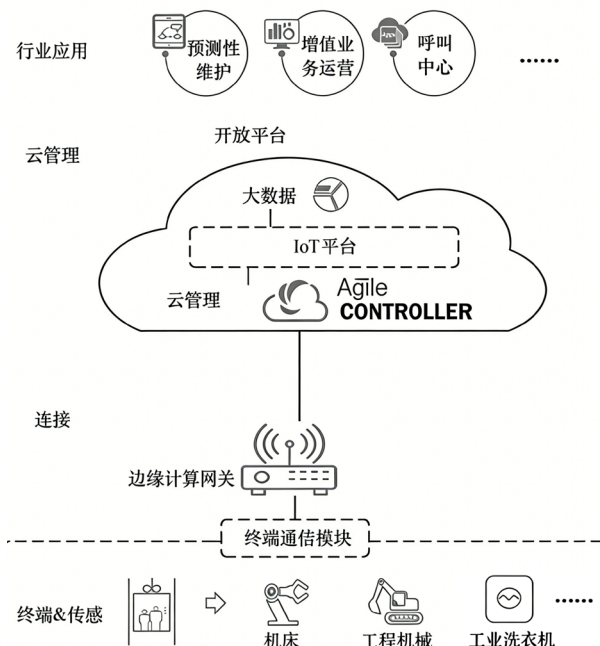 行业应用
预测性
维护
增值业
务运营
呼叫
中心
……
云管理
开放平台
大数据
IoT平台
云管理
Agile
CONTROLLER
连接
边缘计算网关
终端通信模块
终端&传感
机床
工程机械
工业洗衣机
……